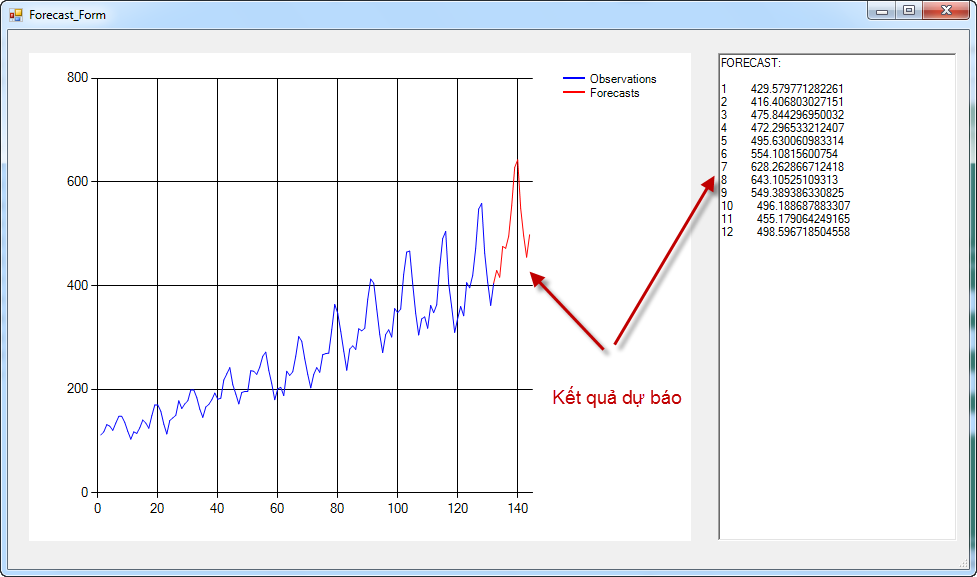 Forecast_Form
800
600
400
200
0
0 20 40 60 80 100 120 140
Observations
Forecasts
Kết quả dự báo
FORECAST:
1 429.579771282261
2 416.406803027151
3 475.844296950032
4 472.296533212407
5 495.630060983314
6 554.10815600754
7 628.262866712418
8 643.10525109313
9 549.389386330825
10 496.188687883307
11 455.179064249165
12 498.596718504558